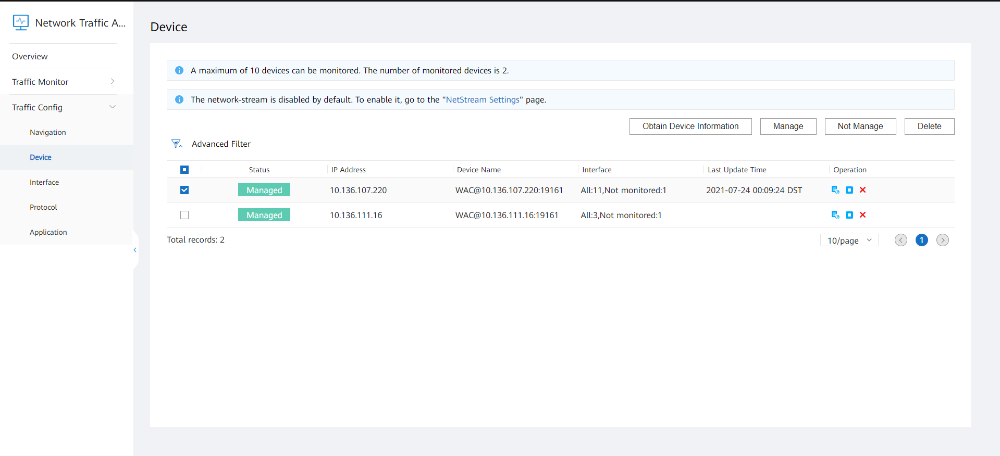 Network Traffic A...
Overview
Traffic Monitor
Traffic Config
Navigation
Device
Interface
Protocol
Application
Device
A maximum of 10 devices can be monitored. The number of monitored devices is 2.
The network-stream is disabled by default. To enable it, go to the "NetStream Settings" page.
Obtain Device Information Manage Not Manage Delete
Advanced Filter
Status IP Address Device Name Interface Last Update Time Operation
Managed 10.136.107.220 WAC@10.136.107.220:19161 All:11,Not monitored:1 2021-07-24 00:09:24 DST
Managed 10.136.111.16 WAC@10.136.111.16:19161 All:3,Not monitored:1
Total records: 2 10/page 1